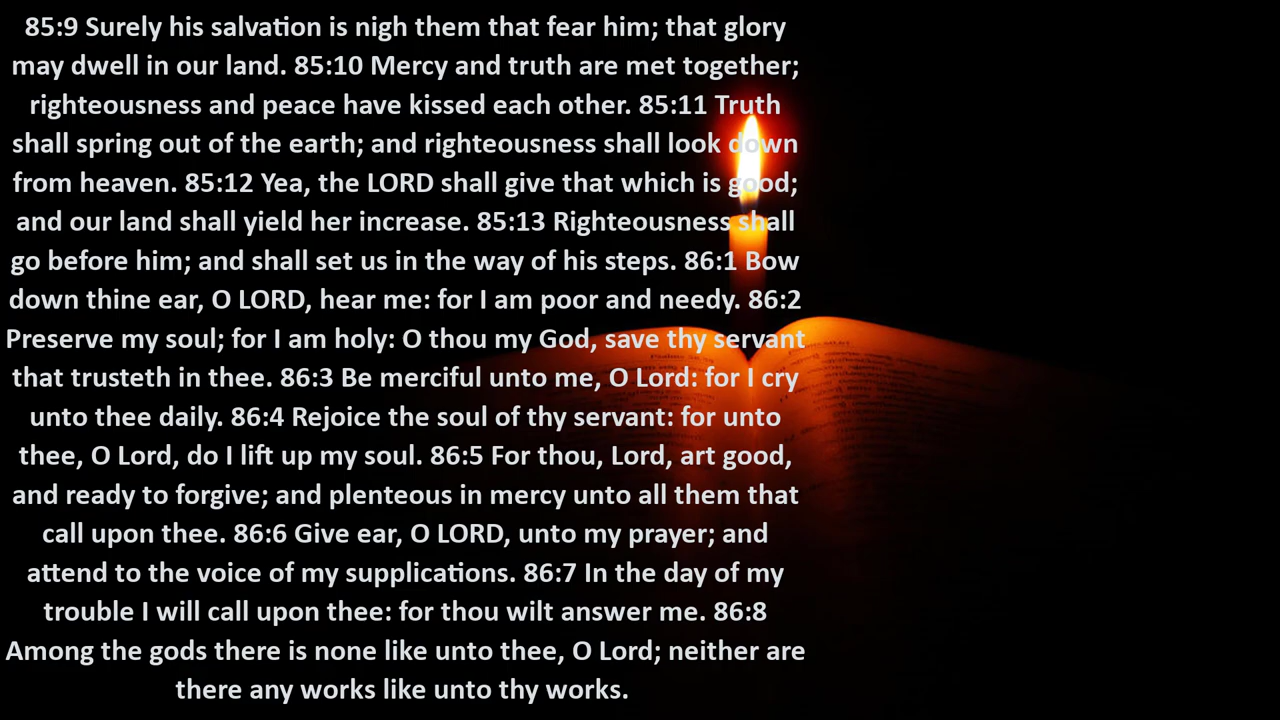 85:9 Surely his salvation is nigh them that fear him; that glory
may dwell in our land. 85:10 Mercy and truth are met together;
righteousness and peace have kissed each other. 85:11 Truth
shall spring out of the earth; and righteousness shall look down
from heaven. 85:12 Yea, the LORD shall give that which is good;
and our land shall yield her increase. 85:13 Righteousness shall
go before him; and shall set us in the way of his steps. 86:1 Bow
down thine ear, O LORD, hear me: for I am poor and needy. 86:2
Preserve my soul; for I am holy: O thou my God, save thy servant
that trusteth in thee. 86:3 Be merciful unto me, O Lord: for I cry
unto thee daily. 86:4 Rejoice the soul of thy servant: for unto
thee, O Lord, do I lift up my soul. 86:5 For thou, Lord, art good,
and ready to forgive; and plenteous in mercy unto all them that
call upon thee. 86:6 Give ear, O LORD, unto my prayer; and
attend to the voice of my supplications. 86:7 In the day of my
trouble I will call upon thee: for thou wilt answer me. 86:8
Among the gods there is none like unto thee, O Lord; neither are
there any works like unto thy works.